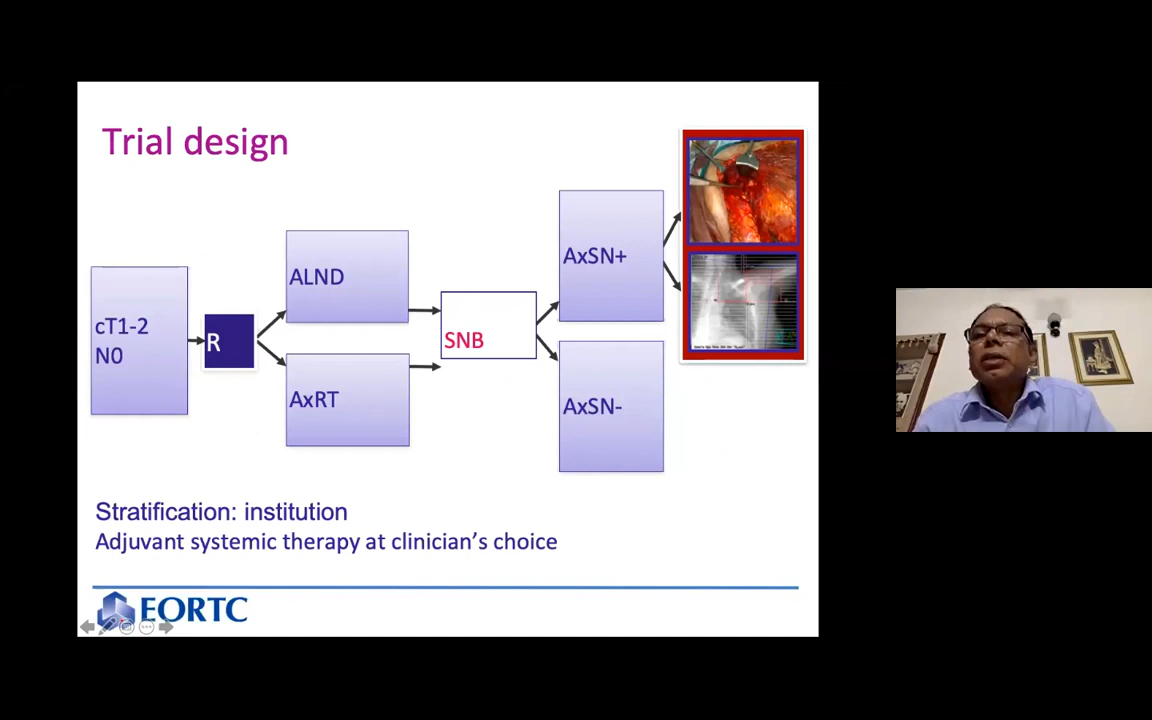 Trial design
cT1-2
N0
R
ALND
AxRT
SNB
AxSN+
AxSN-
Stratification: institution
Adjuvant systemic therapy at clinician's choice
EORTC